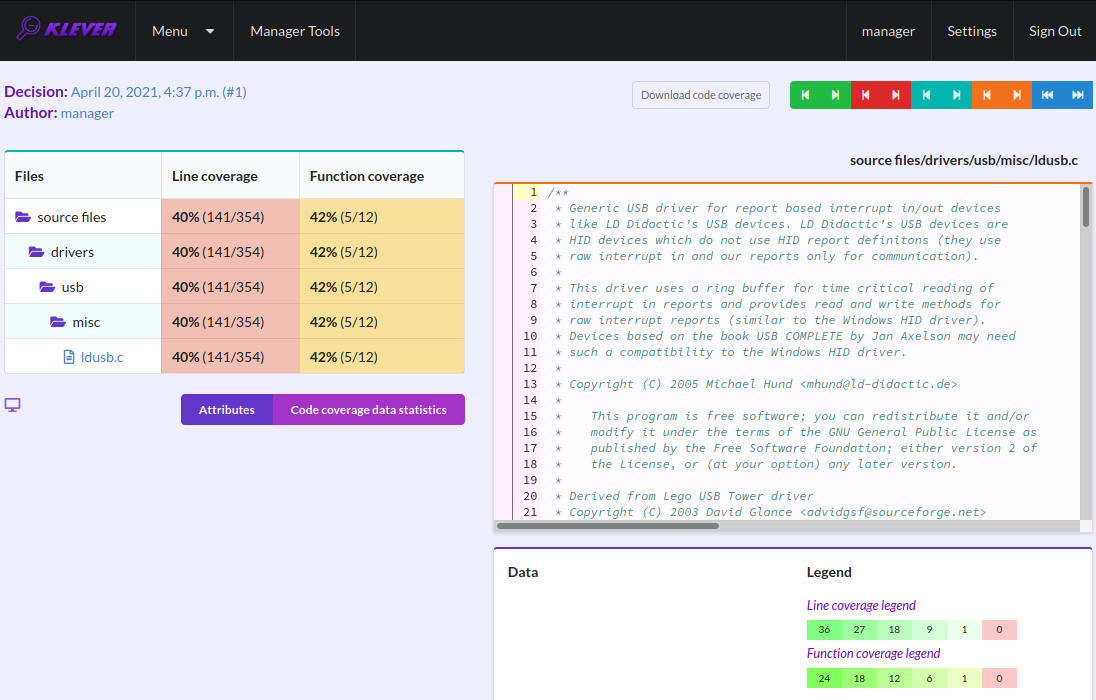 KLEVER
Menu
Manager Tools
manager
Settings
Sign Out
Decision: April 20, 2021, 4:37 p.m. (#1)
Author: manager
Download code coverage
Files Line coverage Function coverage
source files 40% (141/354) 42% (5/12)
drivers 40% (141/354) 42% (5/12)
usb 40% (141/354) 42% (5/12)
misc 40% (141/354) 42% (5/12)
ldusb.c 40% (141/354) 42% (5/12)
Attributes
Code coverage data statistics
source files/drivers/usb/misc/ldusb.c
1 /**
2 * Generic USB driver for report based interrupt in/out devices
3 * like LD Didactic's USB devices. LD Didactic's USB devices are
4 * HID devices which do not use HID report definitons (they use
5 * raw interrupt in and our reports only for communication).
6 *
7 * This driver uses a ring buffer for time critical reading of
8 * interrupt in reports and provides read and write methods for
9 * raw interrupt reports (similar to the Windows HID driver).
10 * Devices based on the book USB COMPLETE by Jan Axelson may need
11 * such a compatibility to the Windows HID driver.
12 *
13 * Copyright (C) 2005 Michael Hund <mhund@ld-didactic.de>
14 *
15 * This program is free software; you can redistribute it and/or
16 * modify it under the terms of the GNU General Public License as
17 * published by the Free Software Foundation; either version 2 of
18 * the License, or (at your option) any later version.
19 *
20 * Derived from Lego USB Tower driver
21 * Copyright (C) 2003 David Glance <advidgsf@sourceforge.net>
Data
Legend
Line coverage legend
36 27 18 9 1 0
Function coverage legend
24 18 12 6 1 0